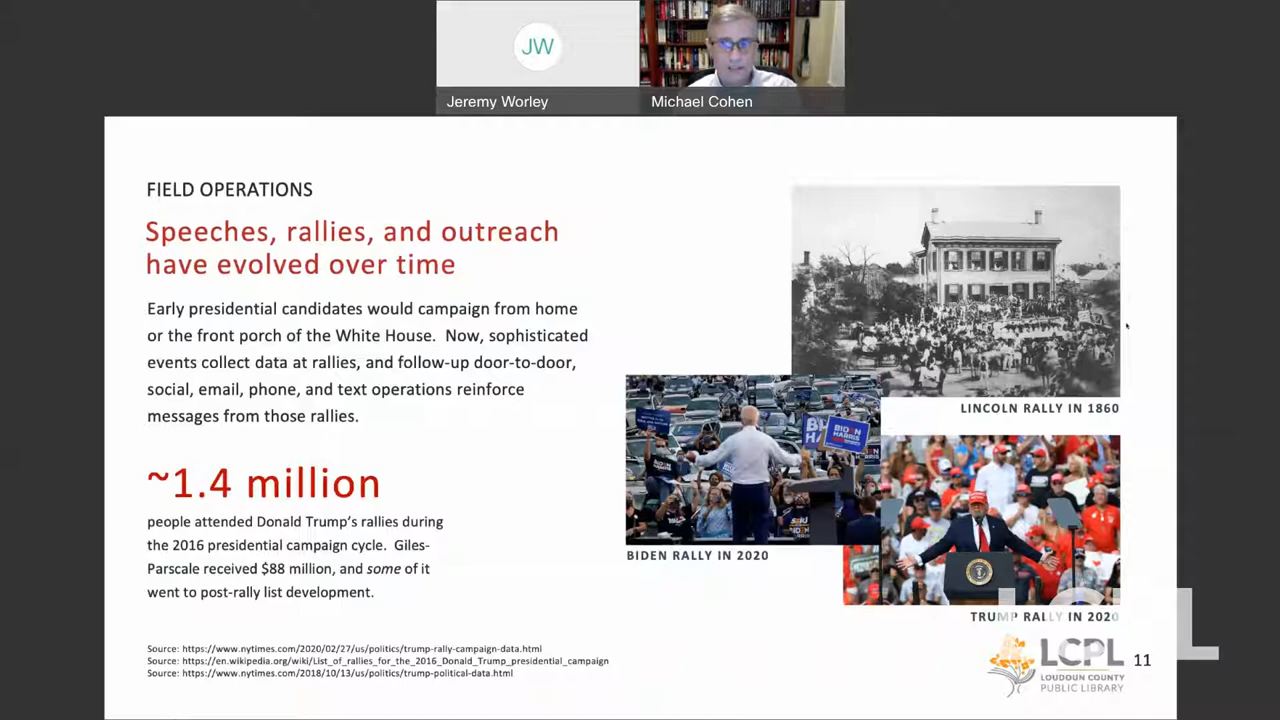 JW
Jeremy Worley
Michael Cohen
FIELD OPERATIONS
Speeches, rallies, and outreach
have evolved over time
Early presidential candidates would campaign from home
or the front porch of the White House.  Now, sophisticated
events collect data at rallies, and follow-up door-to-door,
social, email, phone, and text operations reinforce
messages from those rallies.
~1.4 million
people attended Donald Trump's rallies during
the 2016 presidential campaign cycle.  Giles-
Parscale received $88 million, and some of it
went to post-rally list development.
LINCOLN RALLY IN 1860
BIDEN
HARRIS
BIDEN RALLY IN 2020
TRUMP RALLY IN 2020
Source: https://www.nytimes.com/2020/02/27/us/politics/trump-rally-campaign-data.html
Source: https://en.wikipedia.org/wiki/List_of_rallies_for_the_2016_Donald_Trump_presidential_campaign
Source: https://www.nytimes.com/2018/10/13/us/politics/trump-political-data.html
LCPL
LOUDOUN COUNTY
PUBLIC LIBRARY
11